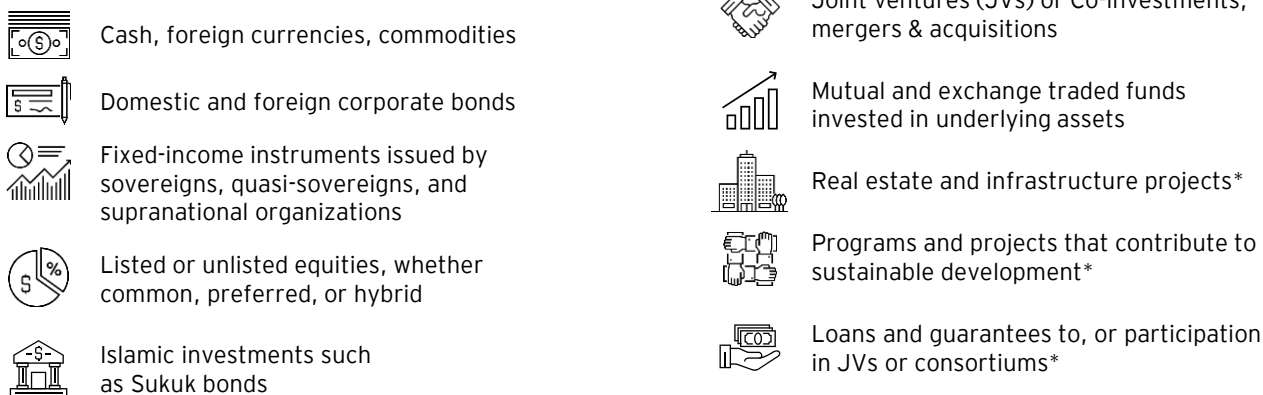 Cash, foreign currencies, commodities
Domestic and foreign corporate bonds
Fixed-income instruments issued by
sovereigns, quasi-sovereigns, and
supranational organizations
Listed or unlisted equities, whether
common, preferred, or hybrid
Islamic investments such
as Sukuk bonds
Joint ventures (JVs) or Co-investments,
mergers & acquisitions
Mutual and exchange traded funds
invested in underlying assets
Real estate and infrastructure projects*
Programs and projects that contribute to
sustainable development*
Loans and guarantees to, or participation
in JVs or consortiums*